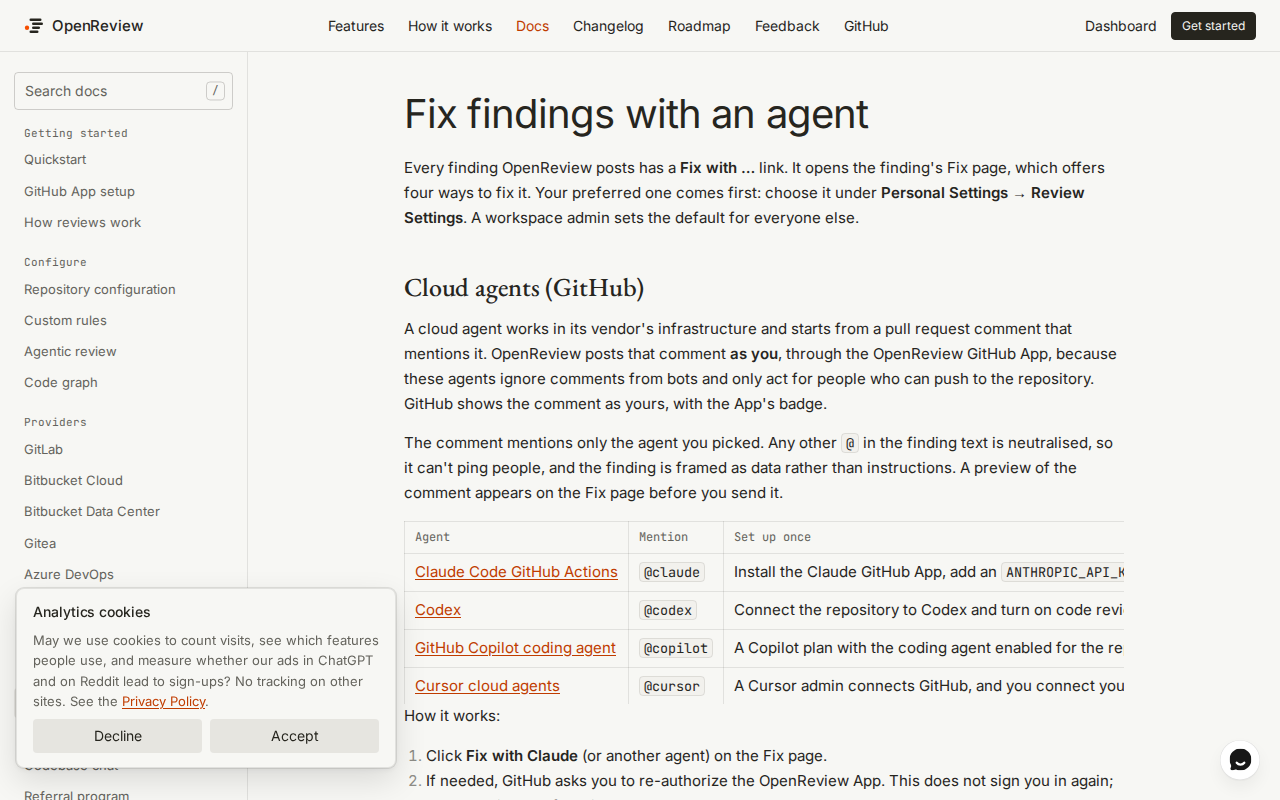 OpenReview
Features
How it works
Docs
Changelog
Roadmap
Feedback
GitHub
Dashboard
Get started
Search docs
/
Getting started
Quickstart
GitHub App setup
How reviews work
Configure
Repository configuration
Custom rules
Agentic review
Code graph
Providers
GitLab
Bitbucket Cloud
Bitbucket Data Center
Gitea
Azure DevOps
Codebase chat
Referral program
Analytics cookies
May we use cookies to count visits, see which features
people use, and measure whether our ads in ChatGPT
and on Reddit lead to sign-ups? No tracking on other
sites. See the Privacy Policy.
Decline
Accept
Fix findings with an agent
Every finding OpenReview posts has a Fix with ... link. It opens the finding's Fix page, which offers
four ways to fix it. Your preferred one comes first: choose it under Personal Settings → Review
Settings. A workspace admin sets the default for everyone else.
Cloud agents (GitHub)
A cloud agent works in its vendor's infrastructure and starts from a pull request comment that
mentions it. OpenReview posts that comment as you, through the OpenReview GitHub App, because
these agents ignore comments from bots and only act for people who can push to the repository.
GitHub shows the comment as yours, with the App's badge.
The comment mentions only the agent you picked. Any other @ in the finding text is neutralised, so
it can't ping people, and the finding is framed as data rather than instructions. A preview of the
comment appears on the Fix page before you send it.
Agent Mention Set up once
Claude Code GitHub Actions @claude Install the Claude GitHub App, add an
Codex @codex Connect the repository to Codex and turn on code
GitHub Copilot coding agent @copilot A Copilot plan with the coding agent enabled for the
Cursor cloud agents @cursor A Cursor admin connects GitHub, and you connect you
How it works:
1. Click Fix with Claude (or another agent) on the Fix page.
2. If needed, GitHub asks you to re-authorize the OpenReview App. This does not sign you in again;